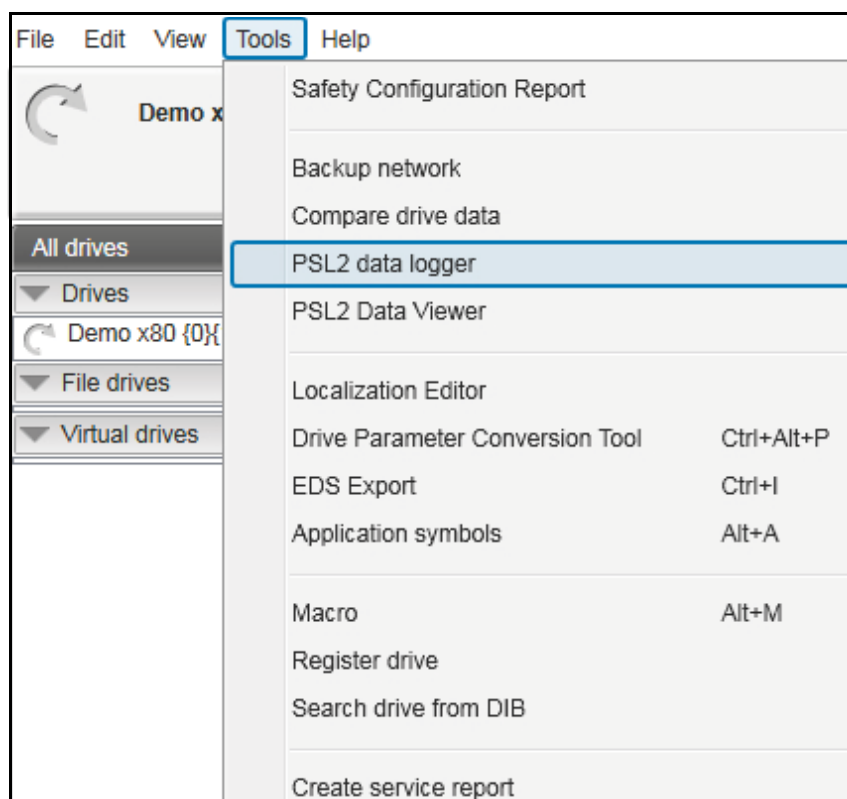 File Edit View Tools Help
Demo x
All drives
Drives
Demo x80 {0}{
File drives
Virtual drives
Safety Configuration Report
Backup network
Compare drive data
PSL2 data logger
PSL2 Data Viewer
Localization Editor
Drive Parameter Conversion Tool Ctrl+Alt+P
EDS Export Ctrl+I
Application symbols Alt+A
Macro Alt+M
Register drive
Search drive from DIB
Create service report